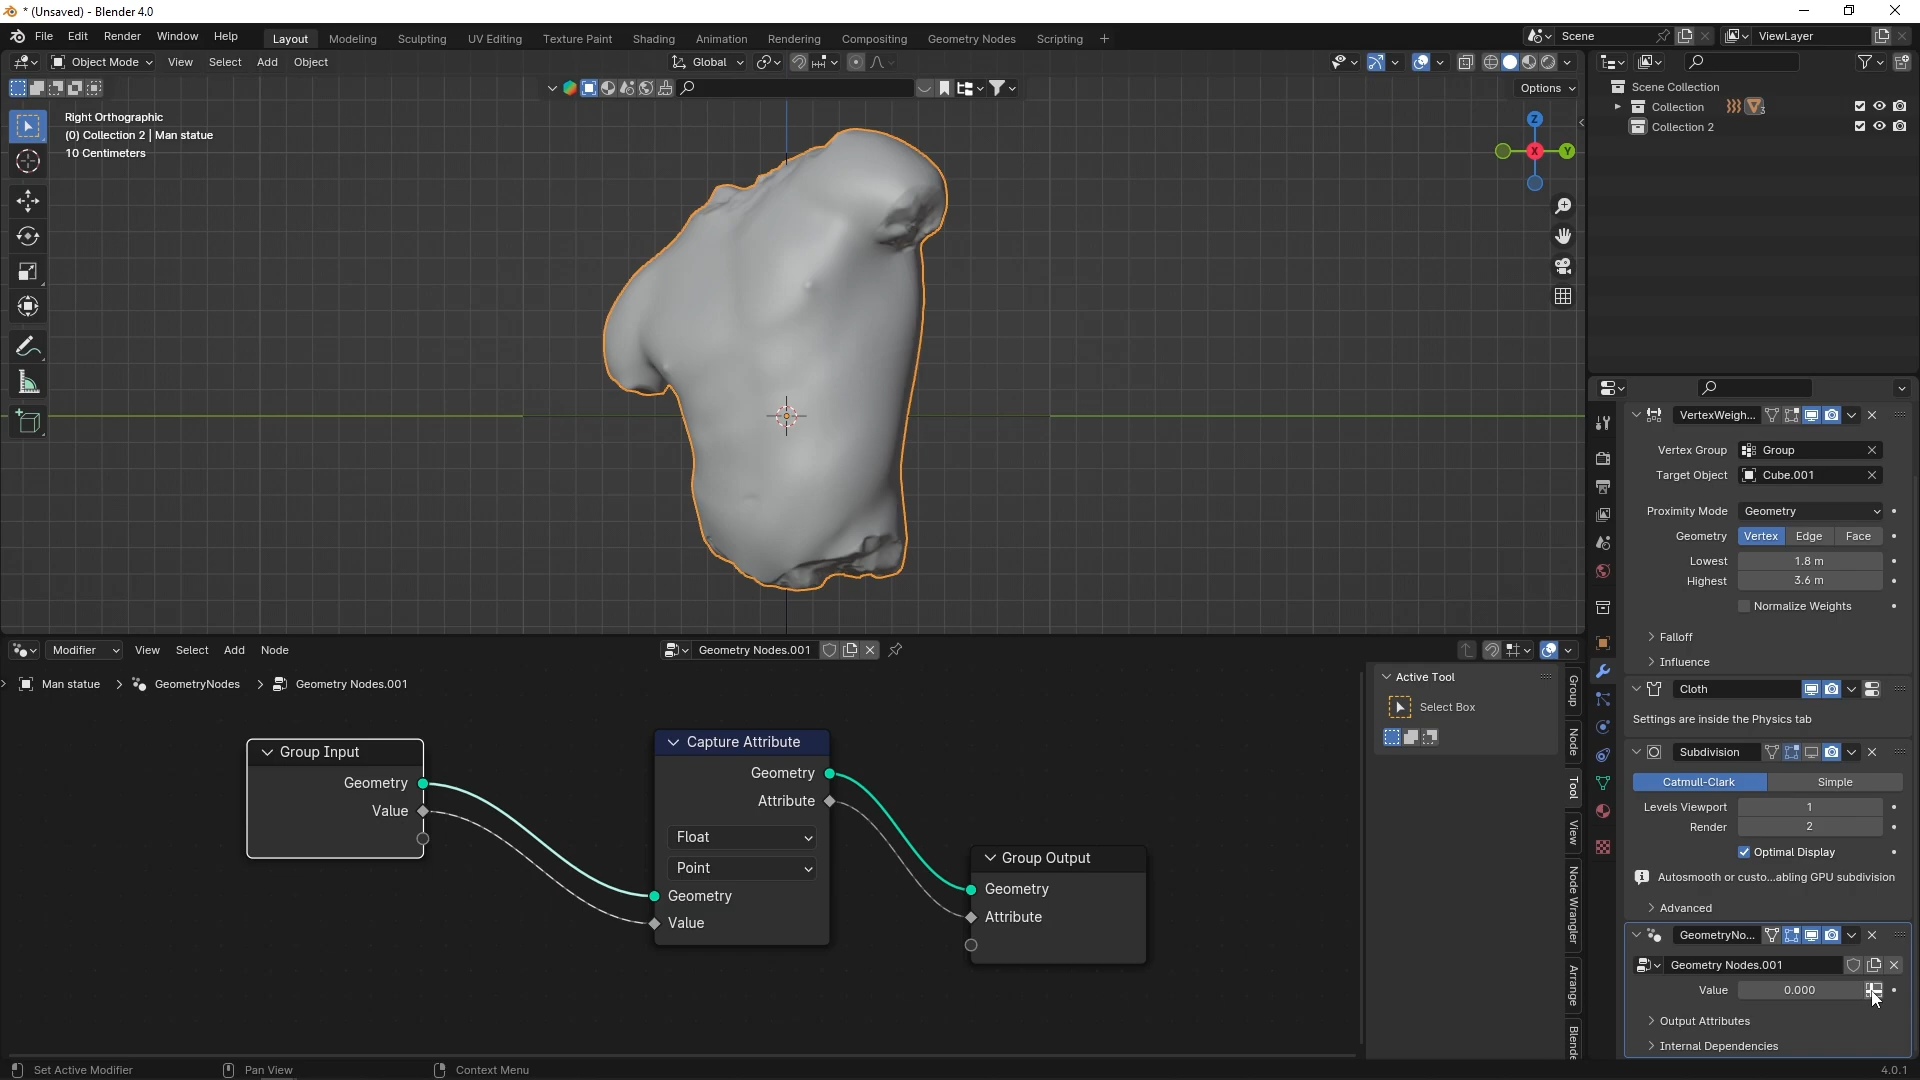 * (Unsaved) - Blender 4.0
File Edit Render Window Help
Layout Modeling Sculpting UV Editing Texture Paint Shading Animation Rendering Compositing Geometry Nodes Scripting +
Scene
ViewLayer
Object Mode View Select Add Object
Global
Options
Right Orthographic
(0) Collection 2 | Man statue
10 Centimeters
Z
Y
X
Scene Collection
Collection
3
Collection 2
VertexWeigh...
Vertex Group Group
Target Object Cube.001
Proximity Mode Geometry
Geometry Vertex Edge Face
Lowest 1.8 m
Highest 3.6 m
Normalize Weights
Falloff
Influence
Cloth
Settings are inside the Physics tab
Subdivision
Catmull-Clark Simple
Levels Viewport 1
Render 2
Optimal Display
Autosmooth or custo...abling GPU subdivision
Advanced
GeometryNo...
Geometry Nodes.001
Value 0.000
Output Attributes
Internal Dependencies
Modifier View Select Add Node
Geometry Nodes.001
Man statue > GeometryNodes > Geometry Nodes.001
Group Input
Geometry
Value
Capture Attribute
Geometry
Attribute
Float
Point
Geometry
Value
Group Output
Geometry
Attribute
Active Tool
Select Box
Group
Node
Tool
View
Node Wrangler
Arrange
Blende
Set Active Modifier
Pan View
Context Menu
4.0.1